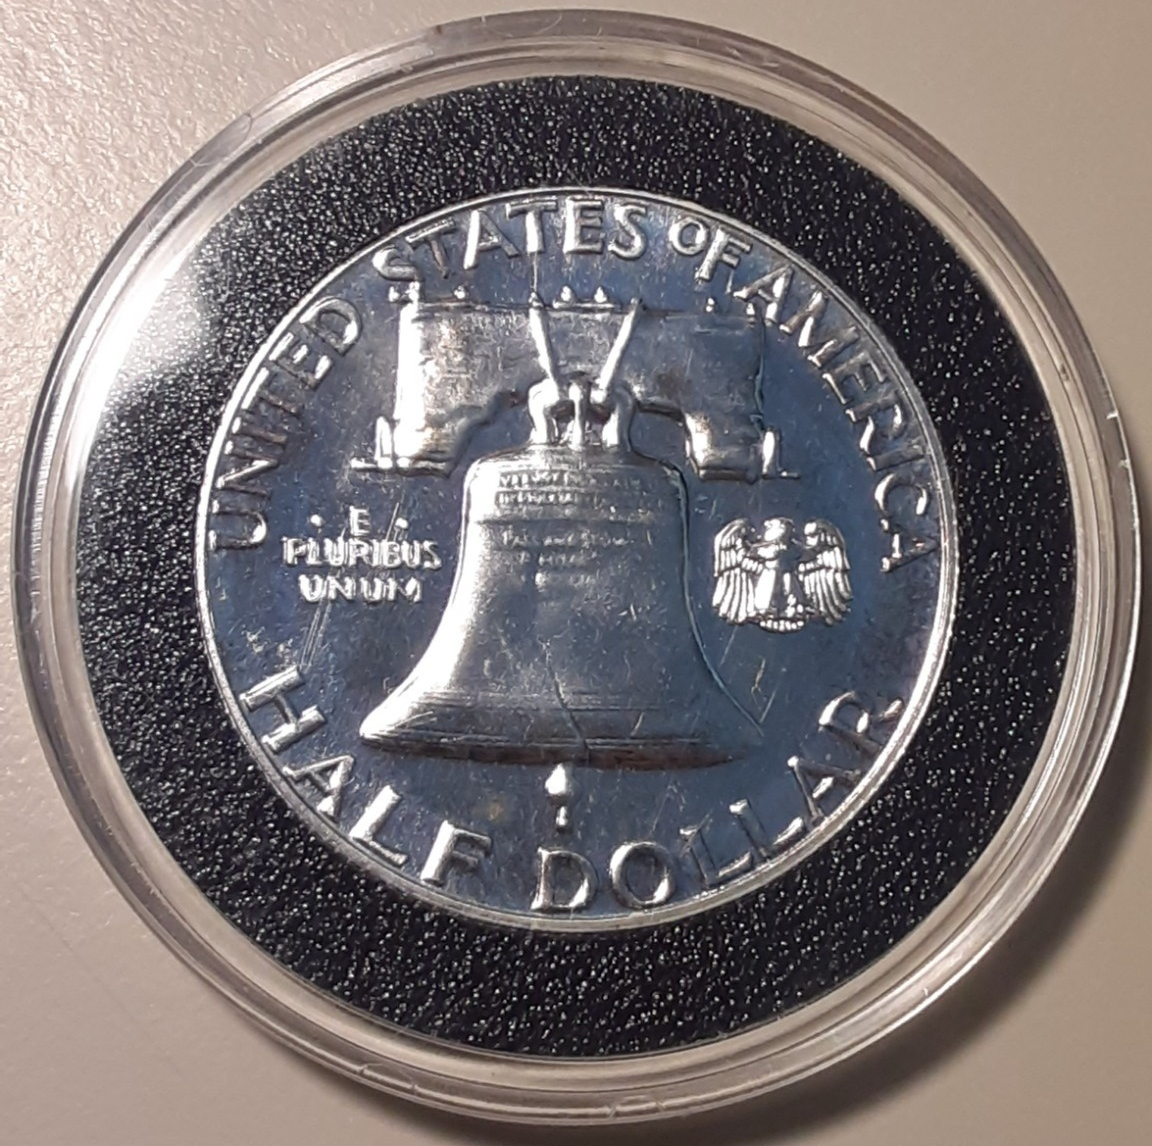 UNITED STATES OF AMERICA
E
PLURIBUS
UNUM
HALF DOLLAR